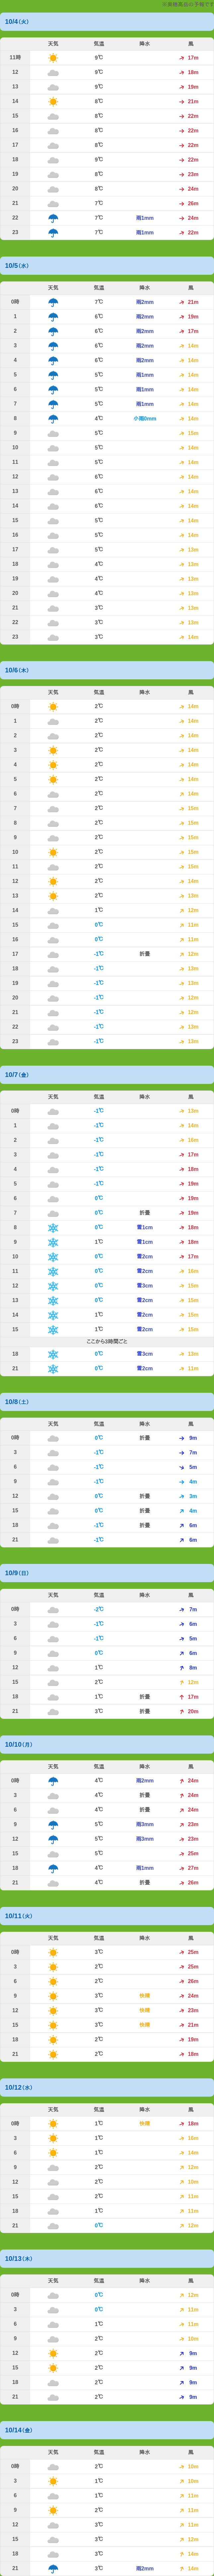 ※実際高低の予報です
10/4(火)
天気 気温 降水 風
11時 9℃ 17m
12 9℃ 18m
13 9℃ 19m
14 8℃ 21m
15 8℃ 22m
16 8℃ 22m
17 8℃ 22m
18 9℃ 22m
19 8℃ 23m
20 8℃ 24m
21 7℃ 26m
22 7℃ 雨1mm 24m
23 7℃ 雨1mm 22m
10/5(水)
天気 気温 降水 風
0時 7℃ 雨2mm 21m
1 6℃ 雨2mm 19m
2 6℃ 雨2mm 17m
3 6℃ 雨2mm 14m
4 6℃ 雨2mm 14m
5 5℃ 雨1mm 14m
6 5℃ 雨1mm 14m
7 5℃ 雨1mm 14m
8 4℃ 小雨0mm 14m
9 5℃ 15m
10 5℃ 14m
11 5℃ 14m
12 6℃ 14m
13 6℃ 14m
14 6℃ 14m
15 5℃ 14m
16 5℃ 14m
17 5℃ 13m
18 4℃ 13m
19 4℃ 13m
20 4℃ 13m
21 3℃ 13m
22 3℃ 13m
23 3℃ 14m
10/6(木)
天気 気温 降水 風
0時 2℃ 14m
1 2℃ 14m
2 2℃ 14m
3 2℃ 14m
4 2℃ 14m
5 2℃ 14m
6 2℃ 14m
7 2℃ 15m
8 2℃ 15m
9 2℃ 15m
10 2℃ 15m
11 2℃ 15m
12 2℃ 14m
13 2℃ 13m
14 1℃ 12m
15 0℃ 11m
16 0℃ 11m
17 -1℃ 折曇 12m
18 -1℃ 13m
19 -1℃ 13m
20 -1℃ 12m
21 -1℃ 12m
22 -1℃ 13m
23 -1℃ 13m
10/7(金)
天気 気温 降水 風
0時 -1℃ 13m
1 -1℃ 14m
2 -1℃ 16m
3 -1℃ 17m
4 -1℃ 18m
5 -1℃ 19m
6 0℃ 19m
7 0℃ 折曇 19m
8 0℃ 雪1cm 18m
9 1℃ 雪1cm 18m
10 0℃ 雪2cm 17m
11 0℃ 雪2cm 16m
12 0℃ 雪3cm 15m
13 0℃ 雪2cm 15m
14 1℃ 雪2cm 15m
15 1℃ 雪2cm 15m
ここから3時間ごと
18 0℃ 雪3cm 13m
21 0℃ 雪2cm 11m
10/8(土)
天気 気温 降水 風
0時 0℃ 折曇 9m
3 -1℃ 7m
6 -1℃ 5m
9 -1℃ 4m
12 0℃ 折曇 3m
15 0℃ 折曇 4m
18 -1℃ 折曇 6m
21 -1℃ 6m
10/9(日)
天気 気温 降水 風
0時 -2℃ 7m
3 -1℃ 6m
6 -1℃ 5m
9 0℃ 6m
12 1℃ 8m
15 2℃ 12m
18 1℃ 折曇 17m
21 3℃ 折曇 20m
10/10(月)
天気 気温 降水 風
0時 4℃ 雨2mm 24m
3 4℃ 折曇 24m
6 4℃ 折曇 24m
9 5℃ 雨3mm 23m
12 5℃ 雨3mm 23m
15 5℃ 25m
18 4℃ 雨1mm 27m
21 4℃ 折曇 26m
10/11(火)
天気 気温 降水 風
0時 3℃ 25m
3 2℃ 25m
6 2℃ 26m
9 3℃ 快晴 24m
12 3℃ 快晴 23m
15 3℃ 快晴 21m
18 2℃ 19m
21 2℃ 18m
10/12(水)
天気 気温 降水 風
0時 1℃ 快晴 18m
3 1℃ 16m
6 1℃ 14m
9 2℃ 12m
12 2℃ 10m
15 2℃ 11m
18 1℃ 11m
21 0℃ 12m
10/13(木)
天気 気温 降水 風
0時 0℃ 12m
3 0℃ 11m
6 1℃ 11m
9 2℃ 10m
12 2℃ 9m
15 2℃ 9m
18 2℃ 9m
21 2℃ 9m
10/14(金)
天気 気温 降水 風
0時 2℃ 10m
3 1℃ 10m
6 1℃ 11m
9 2℃ 11m
12 3℃ 11m
15 3℃ 12m
18 3℃ 14m
21 3℃ 雨2mm 14m